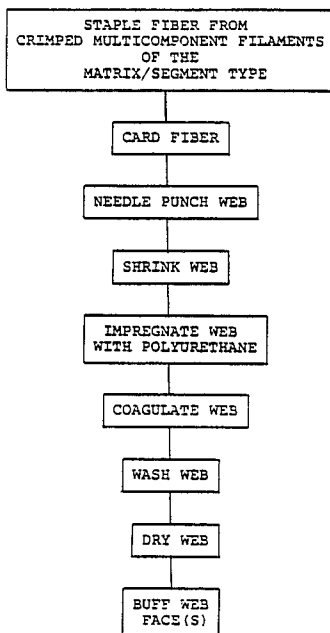 STAPLE FIBER FROM
CRIMPED MULTICOMPONENT FILAMENTS
OF THE
MATRIX/SEGMENT TYPE
CARD FIBER
NEEDLE PUNCH WEB
SHRINK WEB
IMPREGNATE WEB
WITH POLYURETHANE
COAGULATE WEB
WASH WEB
DRY WEB
BUFF WEB
FACE(S)